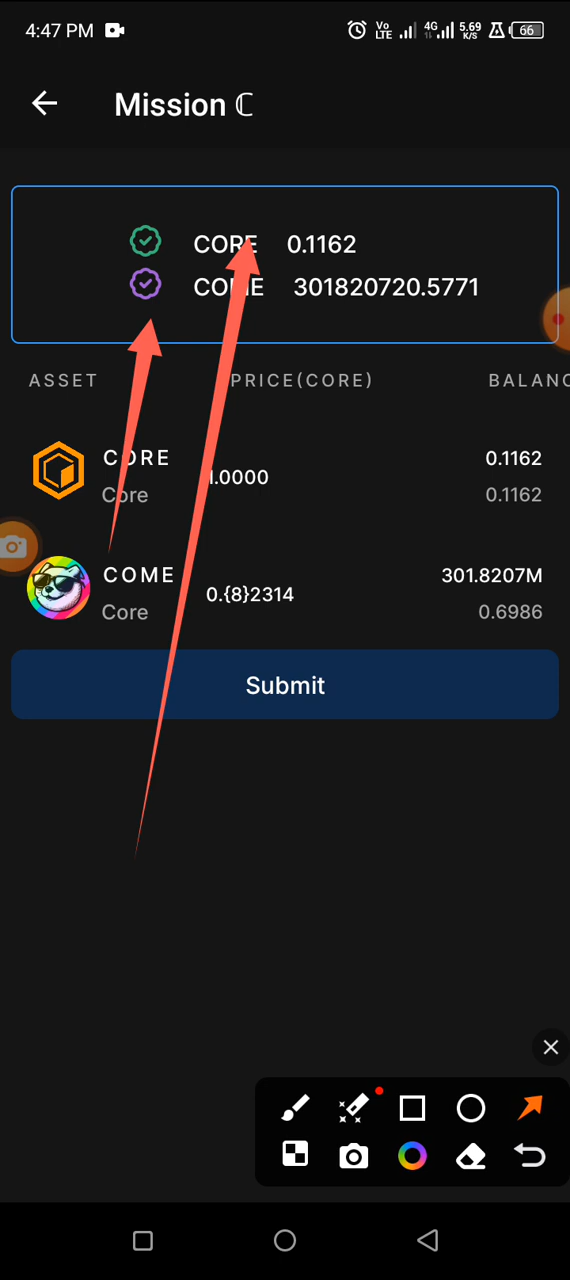 4:47 PM Vo LTE 4G 5.69 K/S 66
Mission ℂ
CORE 0.1162
COME 301820720.5771
ASSET PRICE(CORE) BALANC
CORE 1.0000 0.1162
Core 0.1162
COME 0.{8}2314 301.8207M
Core 0.6986
Submit